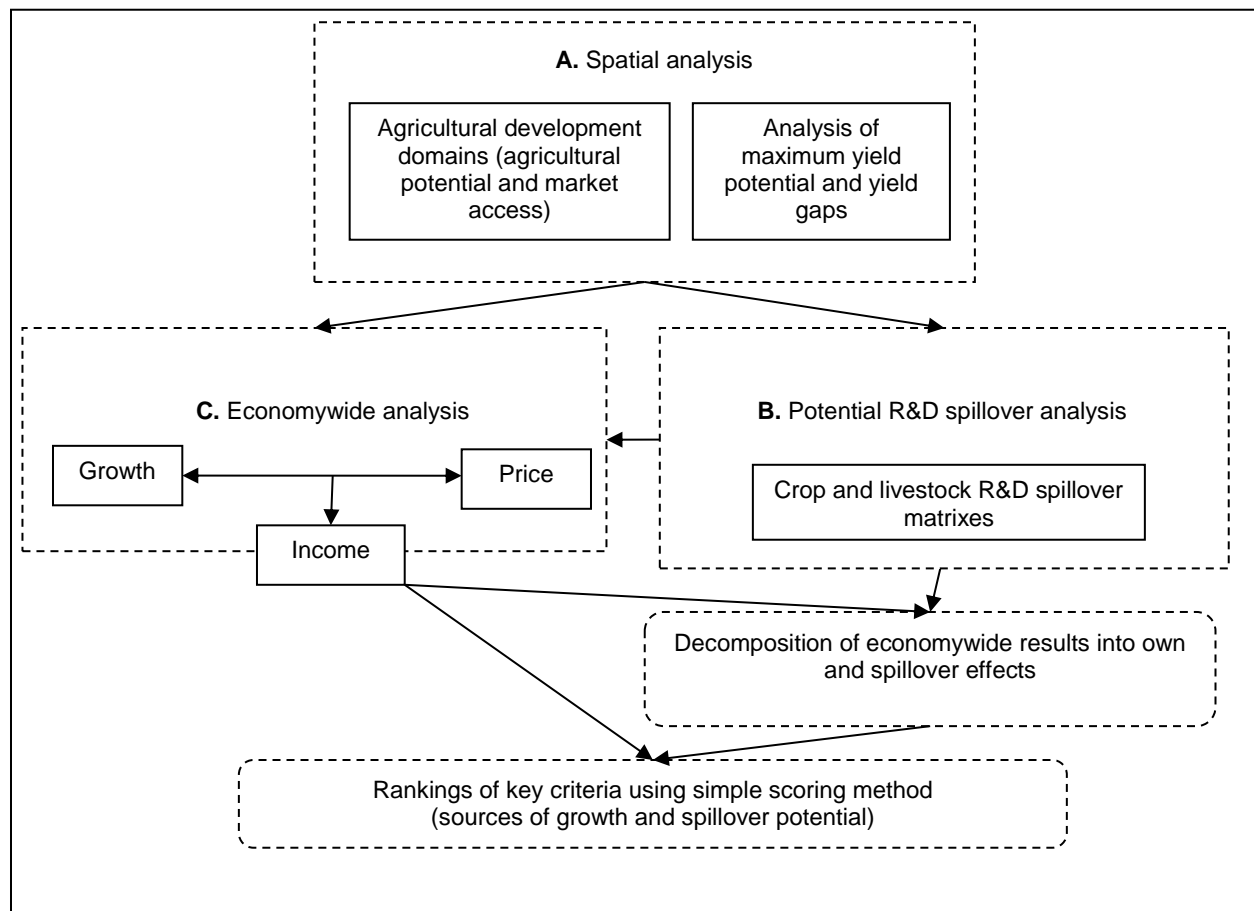 A. Spatial analysis
Agricultural development
domains (agricultural
potential and market
access)
Analysis of
maximum yield
potential and yield
gaps
C. Economywide analysis
Growth
Price
Income
B. Potential R&D spillover analysis
Crop and livestock R&D spillover
matrixes
Decomposition of economywide results into own
and spillover effects
Rankings of key criteria using simple scoring method
(sources of growth and spillover potential)